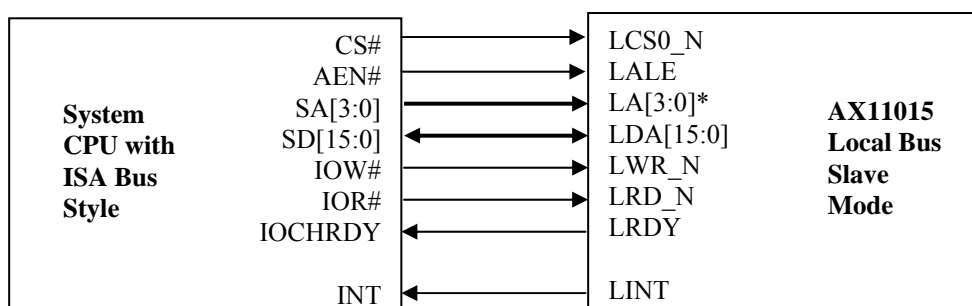 System
CPU with
ISA Bus
Style
CS#
AEN#
SA[3:0]
SD[15:0]
IOW#
IOR#
IOCHRDY
INT
LCS0_N
LALE
LA[3:0]*
LDA[15:0]
LWR_N
LRD_N
LRDY
LINT
AX11015
Local Bus
Slave
Mode